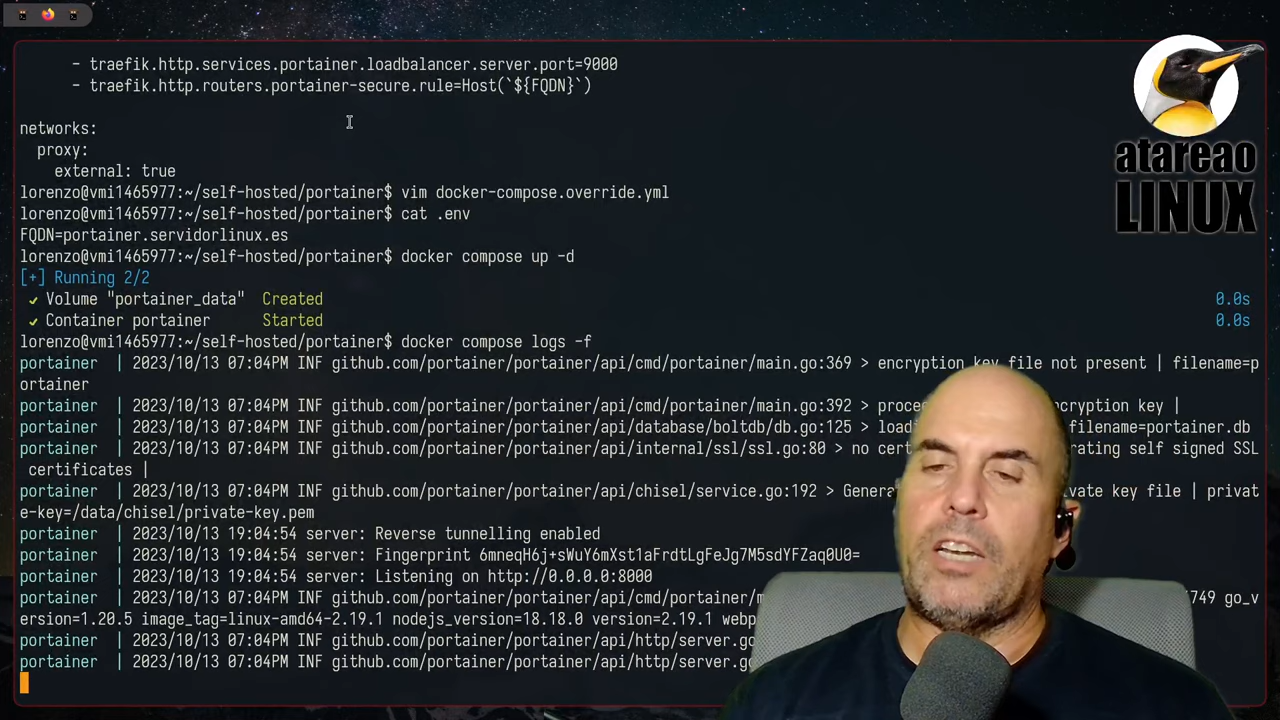 - traefik.http.services.portainer.loadbalancer.server.port=9000
- traefik.http.routers.portainer-secure.rule=Host(`${FQDN}`)
networks:
proxy:
external: true
lorenzo@vmi1465977:~/self-hosted/portainer$ vim docker-compose.override.yml
lorenzo@vmi1465977:~/self-hosted/portainer$ cat .env
FQDN=portainer.servidorlinux.es
lorenzo@vmi1465977:~/self-hosted/portainer$ docker compose up -d
[+] Running 2/2
✔ Volume "portainer_data" Created 0.0s
✔ Container portainer Started 0.0s
lorenzo@vmi1465977:~/self-hosted/portainer$ docker compose logs -f
portainer | 2023/10/13 07:04PM INF github.com/portainer/portainer/api/cmd/portainer/main.go:369 > encryption key file not present | filename=p
ortainer
portainer | 2023/10/13 07:04PM INF github.com/portainer/portainer/api/cmd/portainer/main.go:392 > key |
portainer | 2023/10/13 07:04PM INF github.com/portainer/portainer/api/database/boltdb/db.go:125 > filename=portainer.db
portainer | 2023/10/13 07:04PM INF github.com/portainer/portainer/api/internal/ssl/ssl.go:80 > no self signed SSL
certificates |
portainer | 2023/10/13 07:04PM INF github.com/portainer/portainer/api/chisel/service.go:192 > key file | privat
e-key=/data/chisel/private-key.pem
portainer | 2023/10/13 19:04:54 server: Reverse tunnelling enabled
portainer | 2023/10/13 19:04:54 server: Fingerprint 6mneqH6j+sWuY6mXst1aFrdtLgFeJg7M5sdYFZaq0U0=
portainer | 2023/10/13 19:04:54 server: Listening on http://0.0.0.0:8000
portainer | 2023/10/13 07:04PM INF github.com/portainer/portainer/api/cmd/portainer/m 749 go_v
ersion=1.20.5 image_tag=linux-amd64-2.19.1 nodejs_version=18.18.0 version=2.19.1 webp
portainer | 2023/10/13 07:04PM INF github.com/portainer/portainer/api/http/server.go
portainer | 2023/10/13 07:04PM INF github.com/portainer/portainer/api/http/server.go
atareao
LINUX